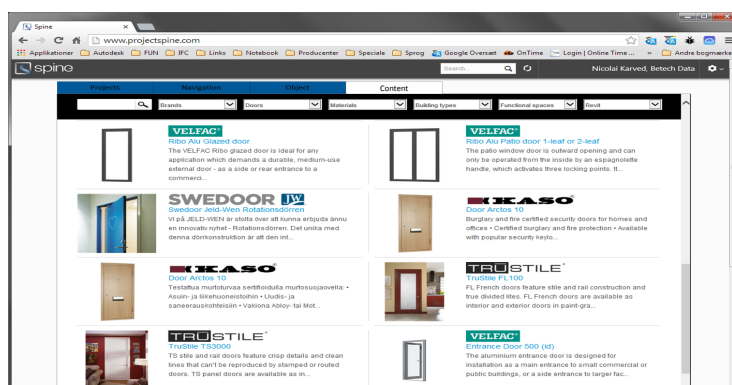 Spine
www.projectspine.com
Applikationer Autodesk FUN IFC Links Notebook Producenter Speciale Sprog Google Oversæt OnTime Login | Online Time ... » Andre bogmærker
spine Search... Nicolai Karved, Betech Data
Projects Navigation Object Content
Brands Doors Materials Building types Functional spaces Revit
VELFAC®
Ribo Alu Glazed door
The VELFAC Ribo glazed door is ideal for any
application which demands a durable, medium-use
external door - as a side or rear entrance to a
commerci...
VELFAC®
Ribo Alu Patio door 1-leaf or 2-leaf
The patio window door is outward opening and can
only be operated from the inside by an espagnolette
handle, which activates three locking points. It...
SWEDOOR JW
Swedoor Jeld-Wen Rotationsdörren
Vi på JELD-WEN är stolta över att kunna erbjuda ännu
en innovativ nyhet - Rotationsdörren. Det unika med
denna dörrkonstruktion är att den int...
KASO®
Door Arctos 10
Burglary and fire certified security doors for homes and
offices • Certified burglary and fire protection • Available
with popular security keylo...
KASO®
Door Arctos 10
Testattua murtoturvaa sertifioidulla murtosuojaovella: •
Asuin- ja liikehuoneistoihin • Uudis- ja
saneerauskohteisiin • Vakiona Abloy- tai Mot...
TRUSTILE
TruStile FL100
FL French doors feature stile and rail construction and
true divided lites. FL French doors are available as
interior and exterior doors in paint-gra...
TRUSTILE
TruStile TS3000
TS stile and rail doors feature crisp details and clean
lines that can't be reproduced by stamped or routed
doors. TS panel doors are available as in...
VELFAC®
Entrance Door 500 (id)
The aluminium entrance door is designed for
installation as a main entrance to small commercial or
public buildings, or a side entrance to larger fac...